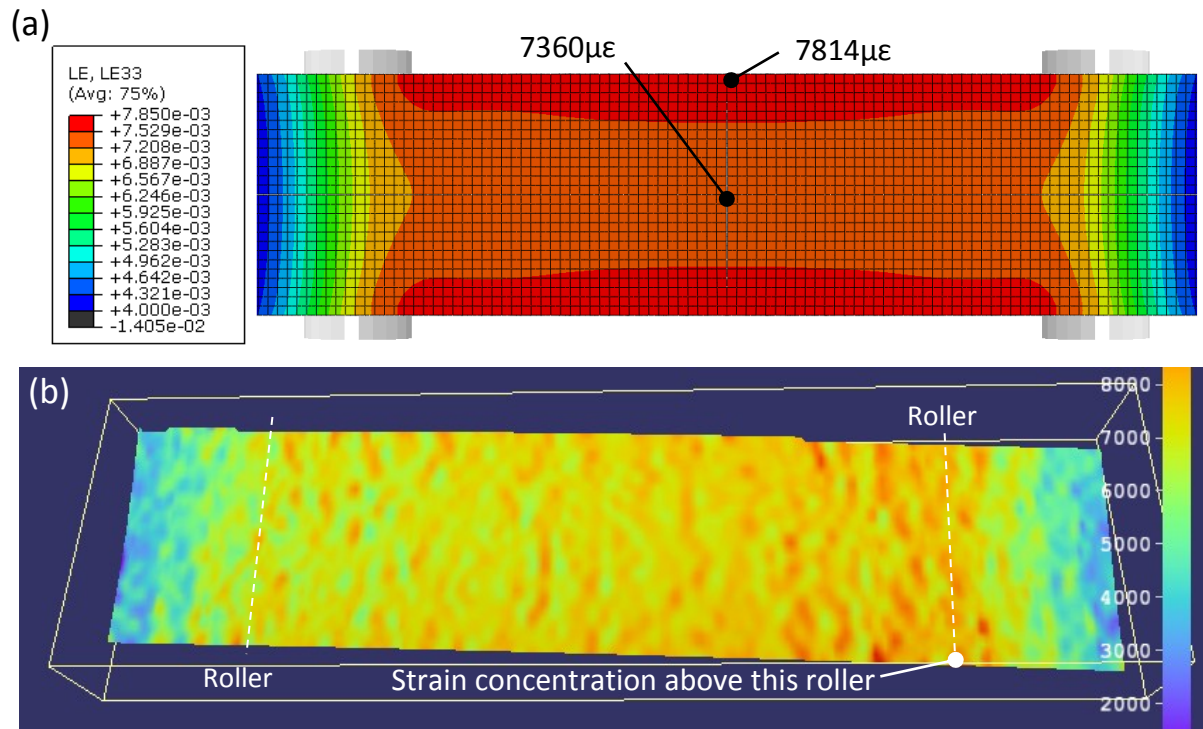 (a)
7360µε
7814µε
LE, LE33
(Avg: 75%)
+7.850e-03
+7.529e-03
+7.208e-03
+6.887e-03
+6.567e-03
+6.246e-03
+5.925e-03
+5.604e-03
+5.283e-03
+4.962e-03
+4.642e-03
+4.321e-03
+4.000e-03
-1.405e-02
(b)
8000
Roller
7000
6000
5000
4000
3000
Roller
Strain concentration above this roller
2000